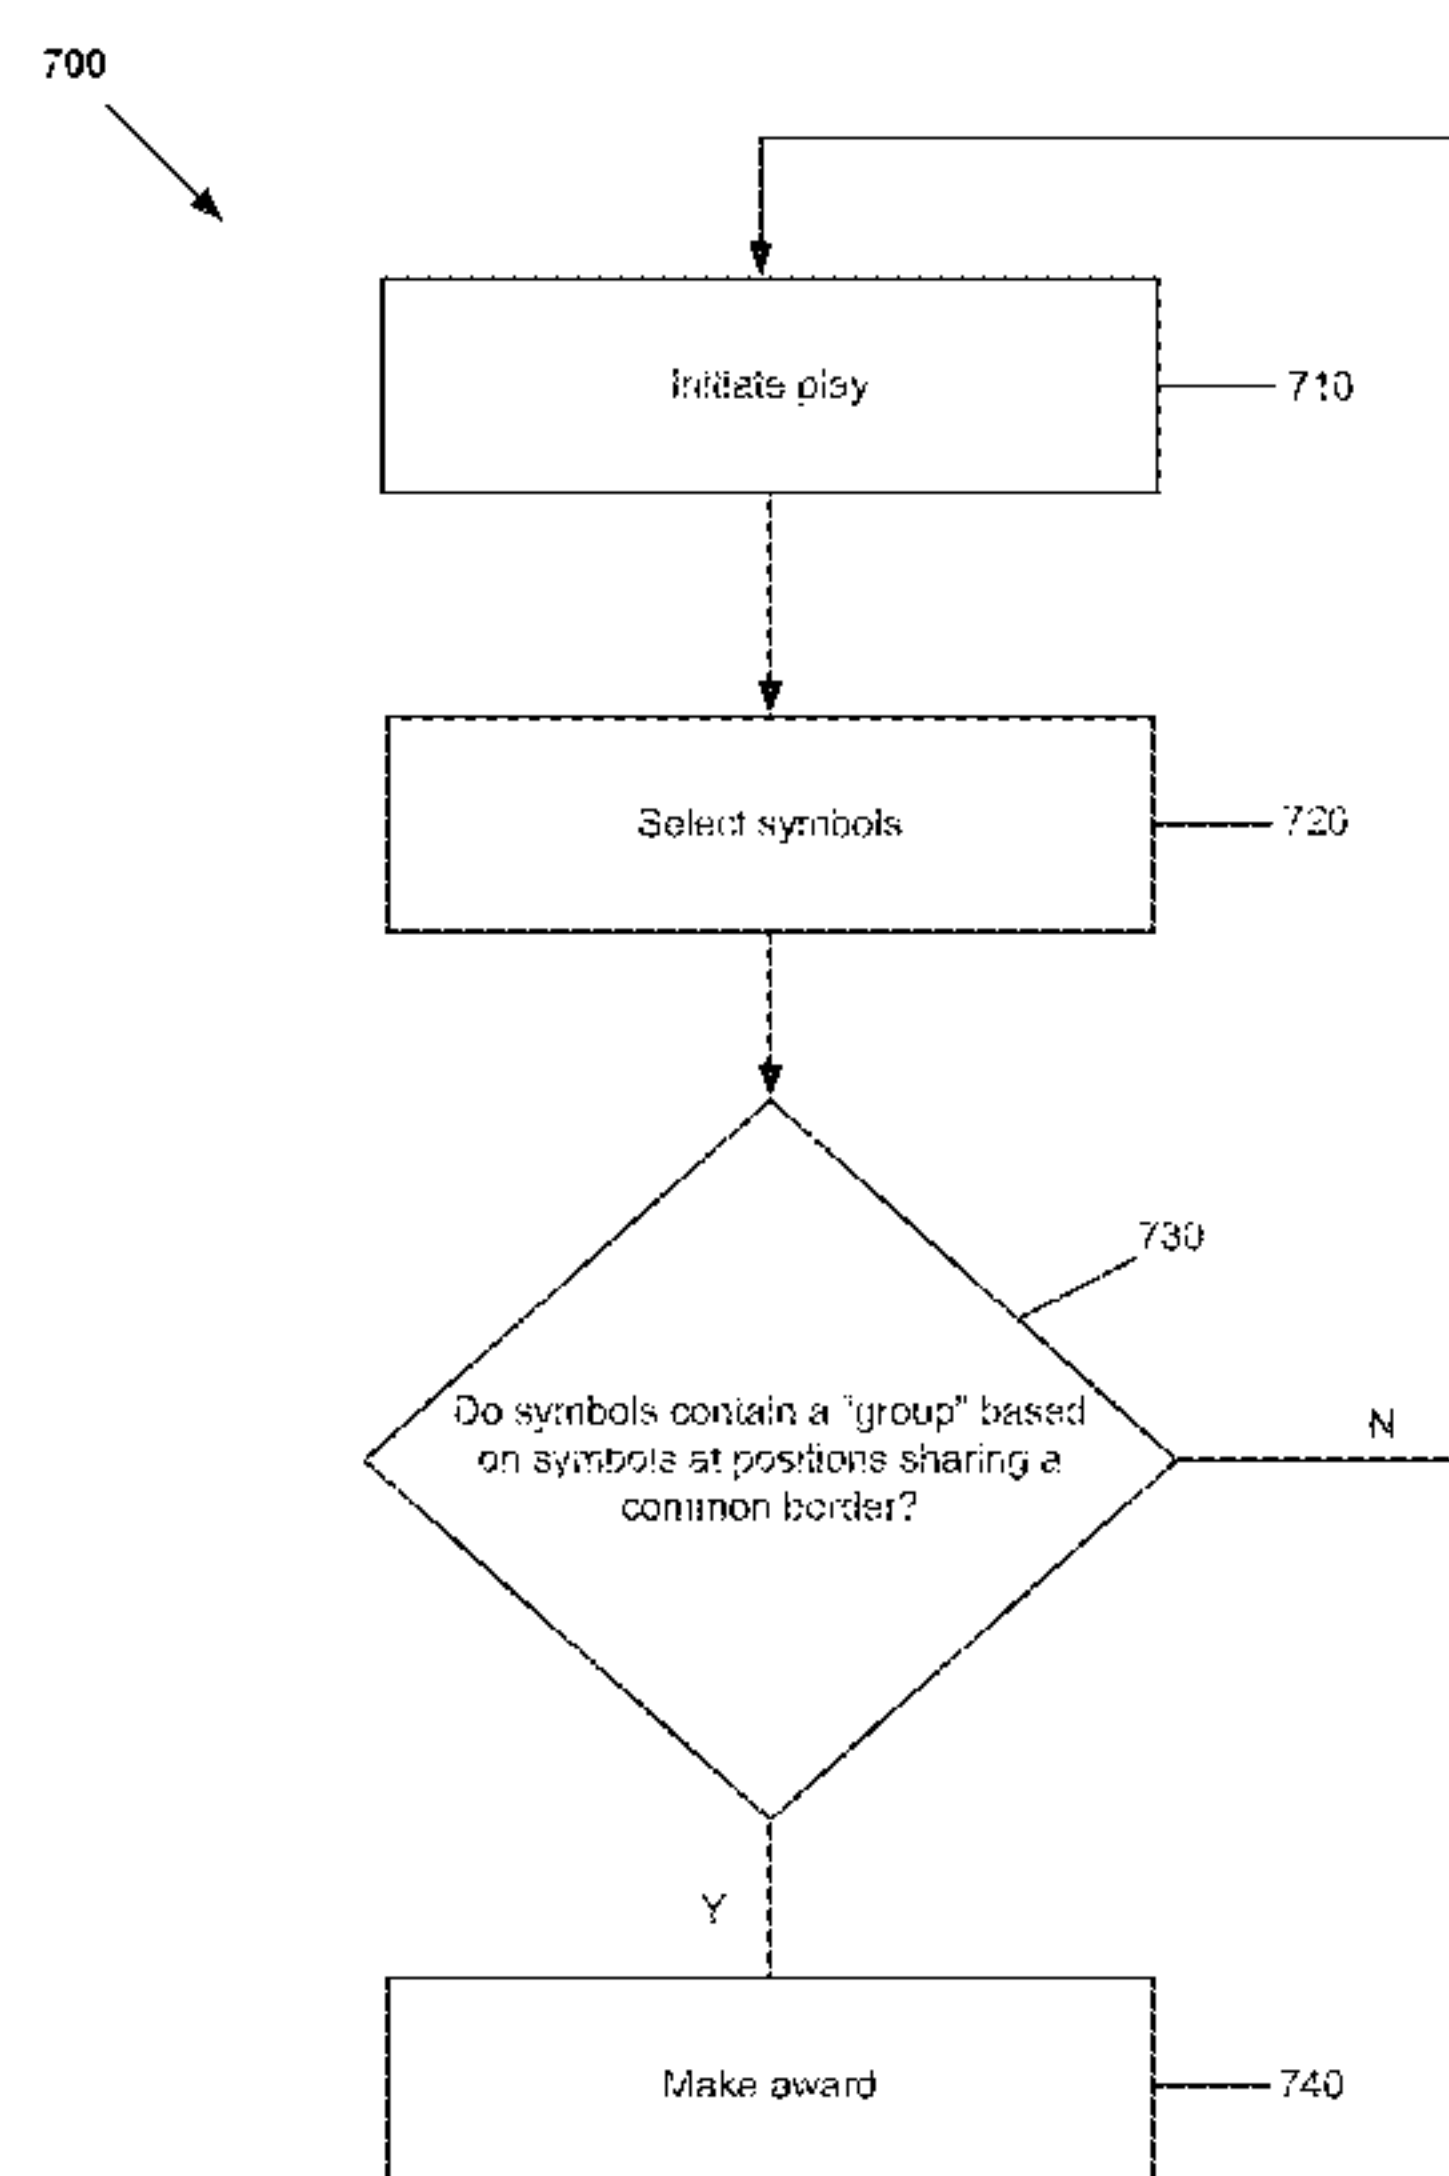 700
Initiate play
710
Select symbols
720
730
Do symbols contain a "group" based
on symbols at positions sharing a
common border?
N
Y
Make award
740